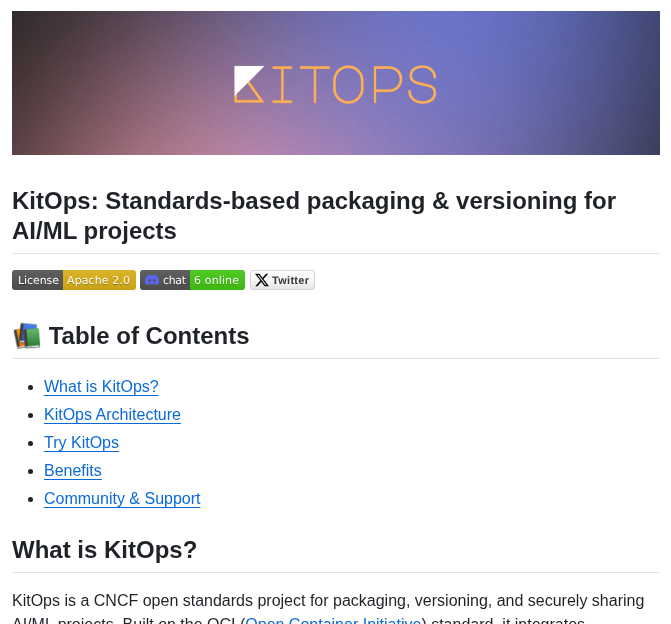 KITOPS
KitOps: Standards-based packaging & versioning for
AI/ML projects
License Apache 2.0 chat 6 online Twitter
Table of Contents
What is KitOps?
KitOps Architecture
Try KitOps
Benefits
Community & Support
What is KitOps?
KitOps is a CNCF open standards project for packaging, versioning, and securely sharing
AI/ML projects. Built on the OCI (Open Container Initiative) standard, it integrates